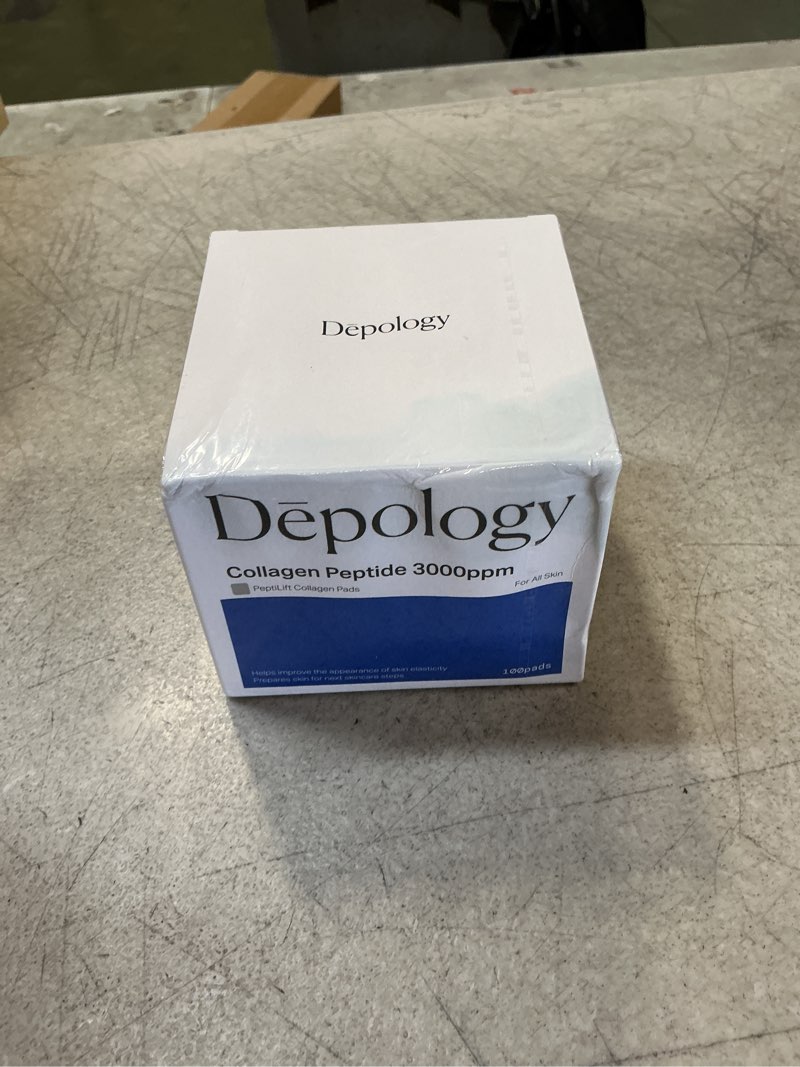 Dēpology
Dēpology
Collagen Peptide 3000ppm
PeptiLift Collagen Pads
For All Skin
Helps improve the appearance of skin elasticity
Prepares skin for next skincare steps
100pads